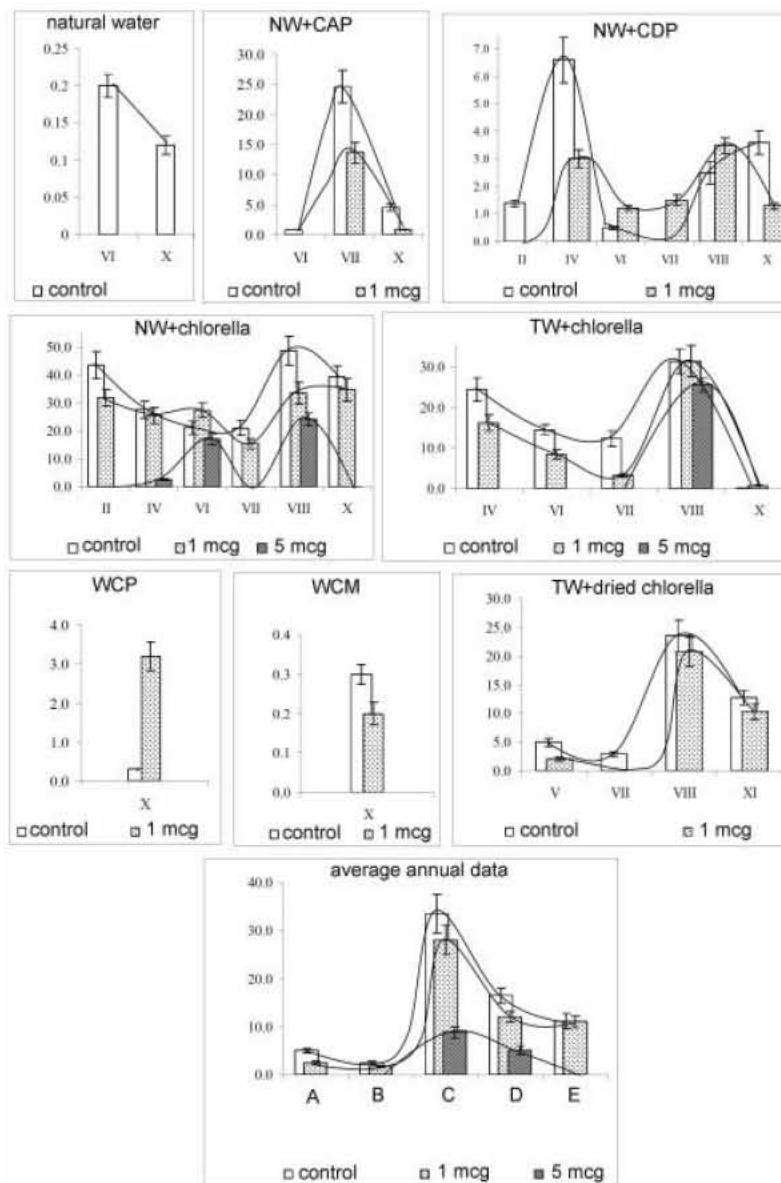 natural water
0.2
0.15
0.1
0.05
0
VI X
control
NW+CAP
25.0
20.0
15.0
10.0
5.0
0.0
VI VII X
control 1 mcg
NW+CDP
7.0
6.0
5.0
4.0
3.0
2.0
1.0
0.0
II IV VI VII VIII X
control 1 mcg
NW+chlorella
50.0
40.0
30.0
20.0
10.0
0.0
II IV VI VII VIII X
control 1 mcg 5 mcg
TW+chlorella
30.0
20.0
10.0
0.0
IV VI VII VIII X
control 1 mcg 5 mcg
WCP
4.0
3.0
2.0
1.0
0.0
X
control 1 mcg
WCM
0.4
0.3
0.2
0.1
0.0
X
control 1 mcg
TW+dried chlorella
30.0
25.0
20.0
15.0
10.0
5.0
0.0
V VII VIII XI
control 1 mcg
average annual data
40.0
30.0
20.0
10.0
0.0
A B C D E
control 1 mcg 5 mcg